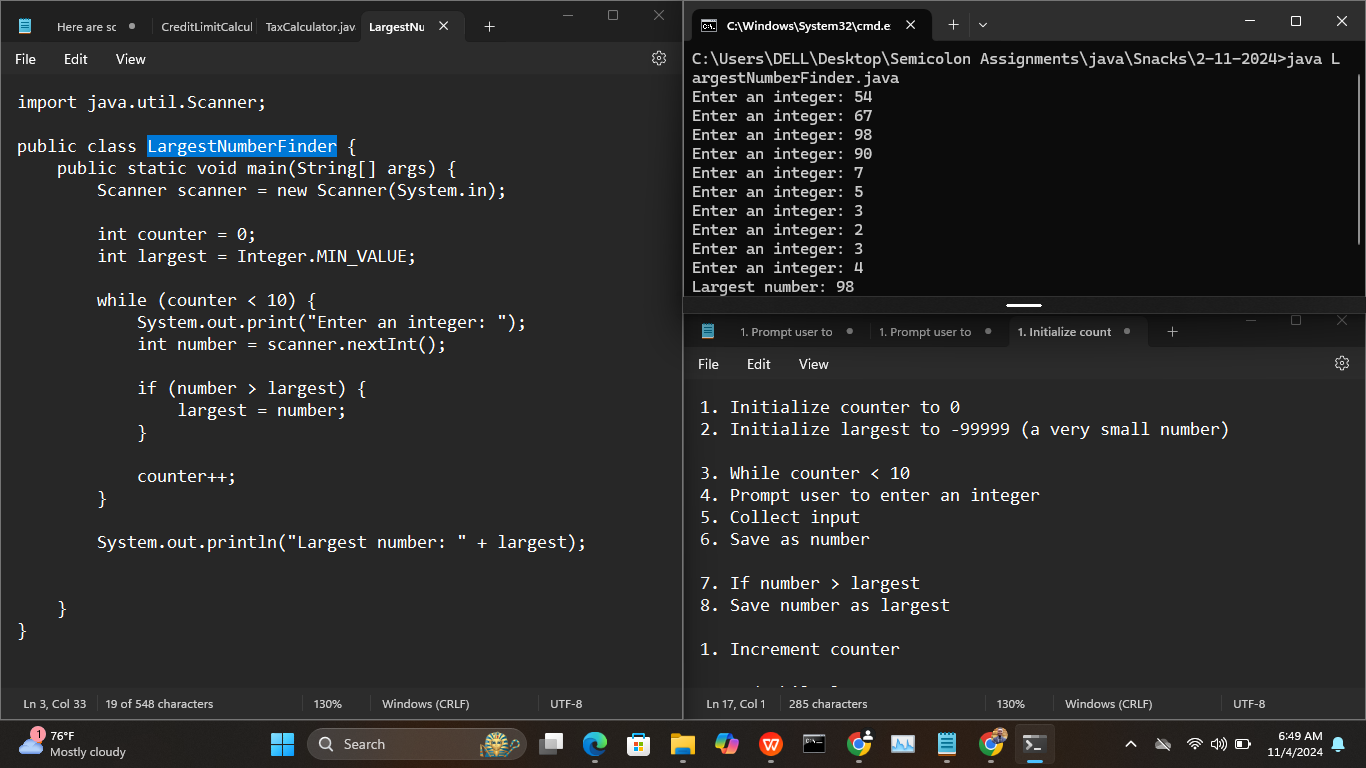 Here are sc
CreditLimitCalcul
TaxCalculator.jav
LargestNu
File
Edit
View
import java.util.Scanner;
public class LargestNumberFinder {
public static void main(String[] args) {
Scanner scanner = new Scanner(System.in);
int counter = 0;
int largest = Integer.MIN_VALUE;
while (counter < 10) {
System.out.print("Enter an integer: ");
int number = scanner.nextInt();
if (number > largest) {
largest = number;
}
counter++;
}
System.out.println("Largest number: " + largest);
}
}
Ln 3, Col 33
19 of 548 characters
130%
Windows (CRLF)
UTF-8
C:\Windows\System32\cmd.e
C:\Users\DELL\Desktop\Semicolon Assignments\java\Snacks\2-11-2024>java L
argestNumberFinder.java
Enter an integer: 54
Enter an integer: 67
Enter an integer: 98
Enter an integer: 90
Enter an integer: 7
Enter an integer: 5
Enter an integer: 3
Enter an integer: 2
Enter an integer: 3
Enter an integer: 4
Largest number: 98
1. Prompt user to
1. Prompt user to
1. Initialize count
File
Edit
View
1. Initialize counter to 0
2. Initialize largest to -99999 (a very small number)
3. While counter < 10
4. Prompt user to enter an integer
5. Collect input
6. Save as number
7. If number > largest
8. Save number as largest
1. Increment counter
Ln 17, Col 1
285 characters
130%
Windows (CRLF)
UTF-8
1
76°F
Mostly cloudy
Search
6:49 AM
11/4/2024